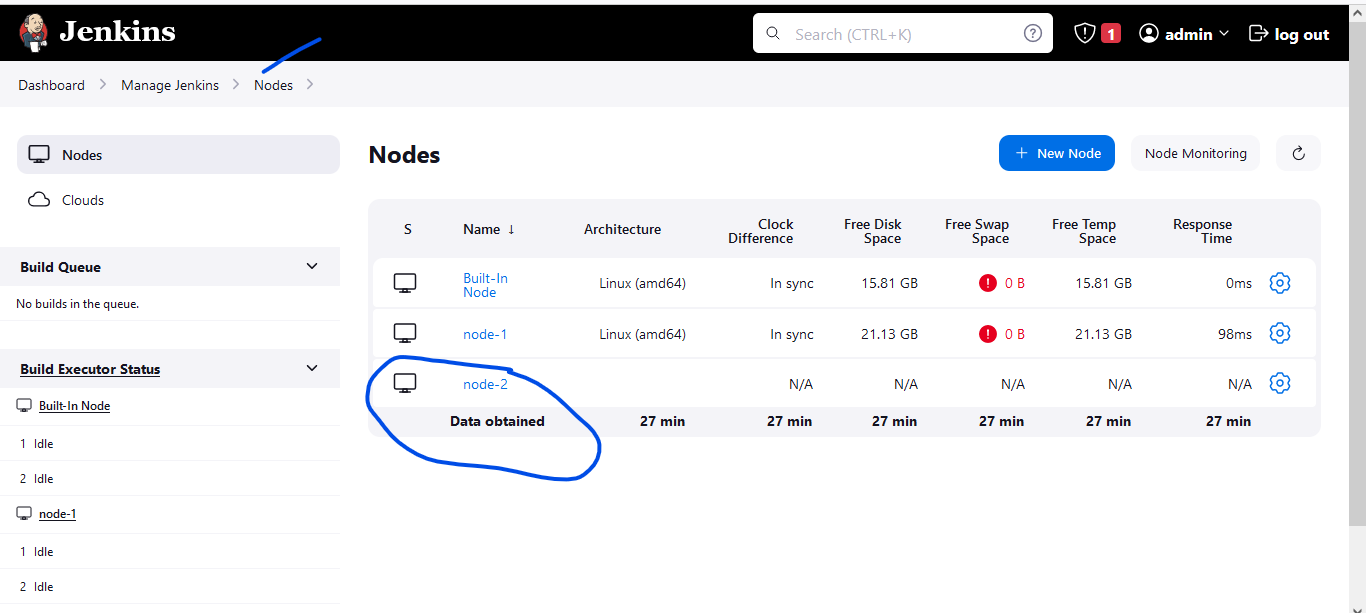 Jenkins
Search (CTRL+K)
1
admin
log out
Dashboard
Manage Jenkins
Nodes
Nodes
Clouds
Build Queue
No builds in the queue.
Build Executor Status
Built-In Node
1 Idle
2 Idle
node-1
1 Idle
2 Idle
Nodes
+ New Node
Node Monitoring
S Name ↓ Architecture Clock Difference Free Disk Space Free Swap Space Free Temp Space Response Time
Built-In Node Linux (amd64) In sync 15.81 GB 0 B 15.81 GB 0ms
node-1 Linux (amd64) In sync 21.13 GB 0 B 21.13 GB 98ms
node-2 N/A N/A N/A N/A N/A
Data obtained 27 min 27 min 27 min 27 min 27 min 27 min